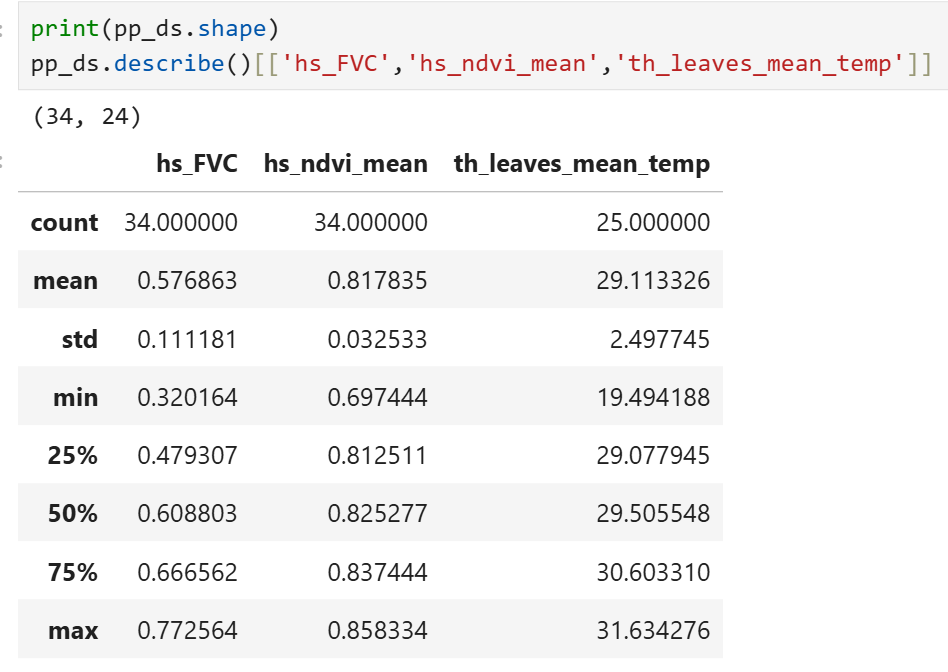 print(pp_ds.shape)
pp_ds.describe()[['hs_FVC','hs_ndvi_mean','th_leaves_mean_temp']]
(34, 24)
hs_FVC hs_ndvi_mean th_leaves_mean_temp
count 34.000000 34.000000 25.000000
mean 0.576863 0.817835 29.113326
std 0.111181 0.032533 2.497745
min 0.320164 0.697444 19.494188
25% 0.479307 0.812511 29.077945
50% 0.608803 0.825277 29.505548
75% 0.666562 0.837444 30.603310
max 0.772564 0.858334 31.634276